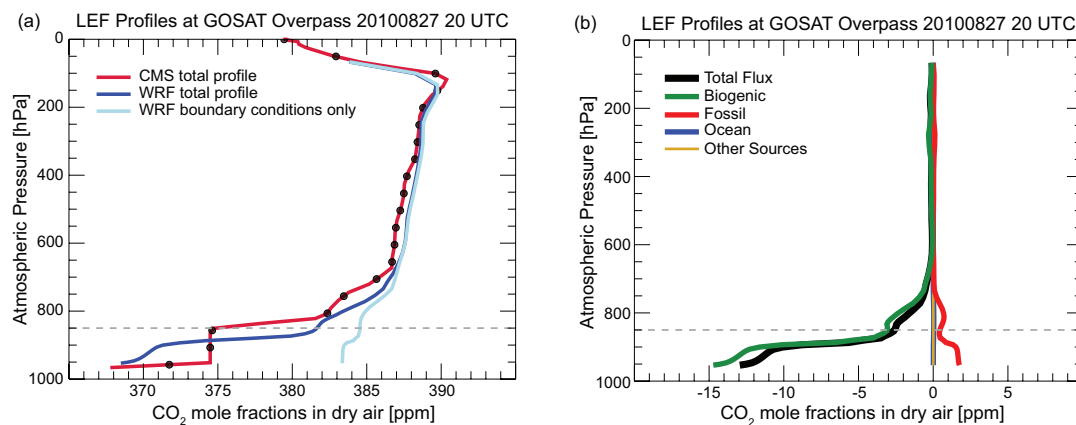 (a) LEF Profiles at GOSAT Overpass 20100827 20 UTC
0
200
400
600
800
1000
Atmospheric Pressure [hPa]
CMS total profile
WRF total profile
WRF boundary conditions only
370 375 380 385 390
CO₂ mole fractions in dry air [ppm]
(b) LEF Profiles at GOSAT Overpass 20100827 20 UTC
0
200
400
600
800
1000
Atmospheric Pressure [hPa]
Total Flux
Biogenic
Fossil
Ocean
Other Sources
-15 -10 -5 0 5
CO₂ mole fractions in dry air [ppm]